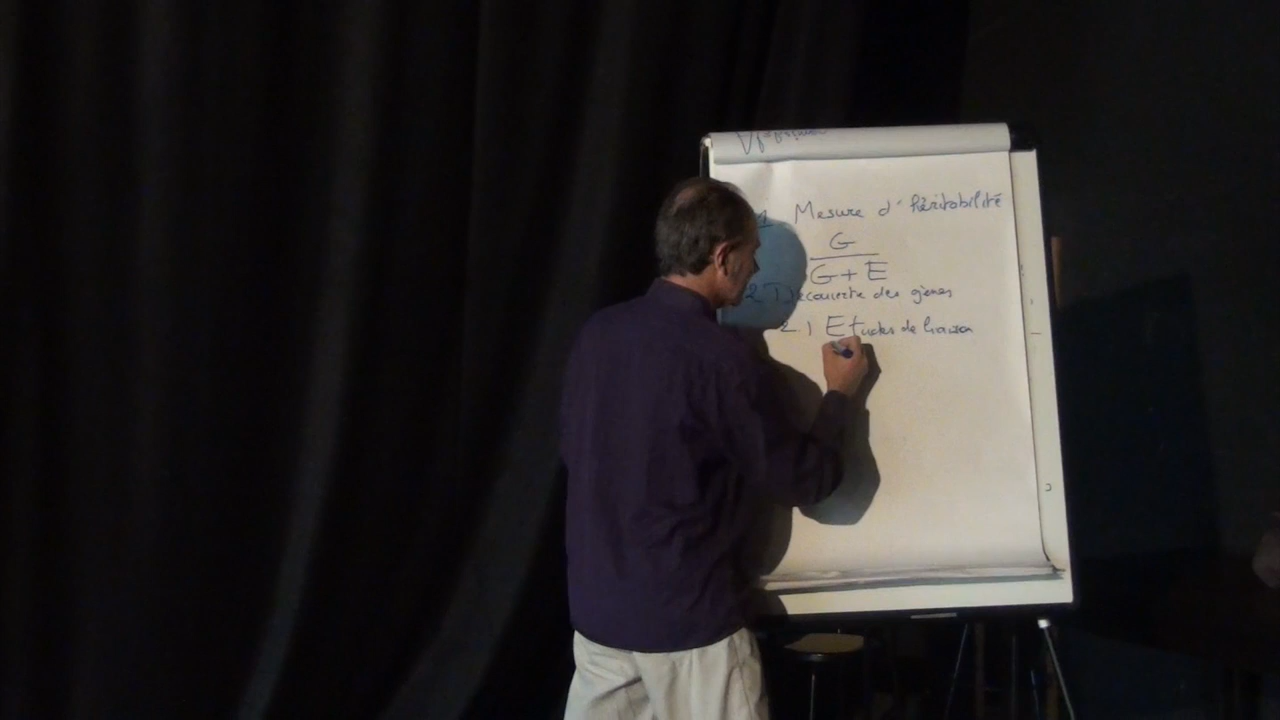 1 Mesure d'héritabilité
G
G + E
2 Découverte des gènes
2.1 Etudes de liaison